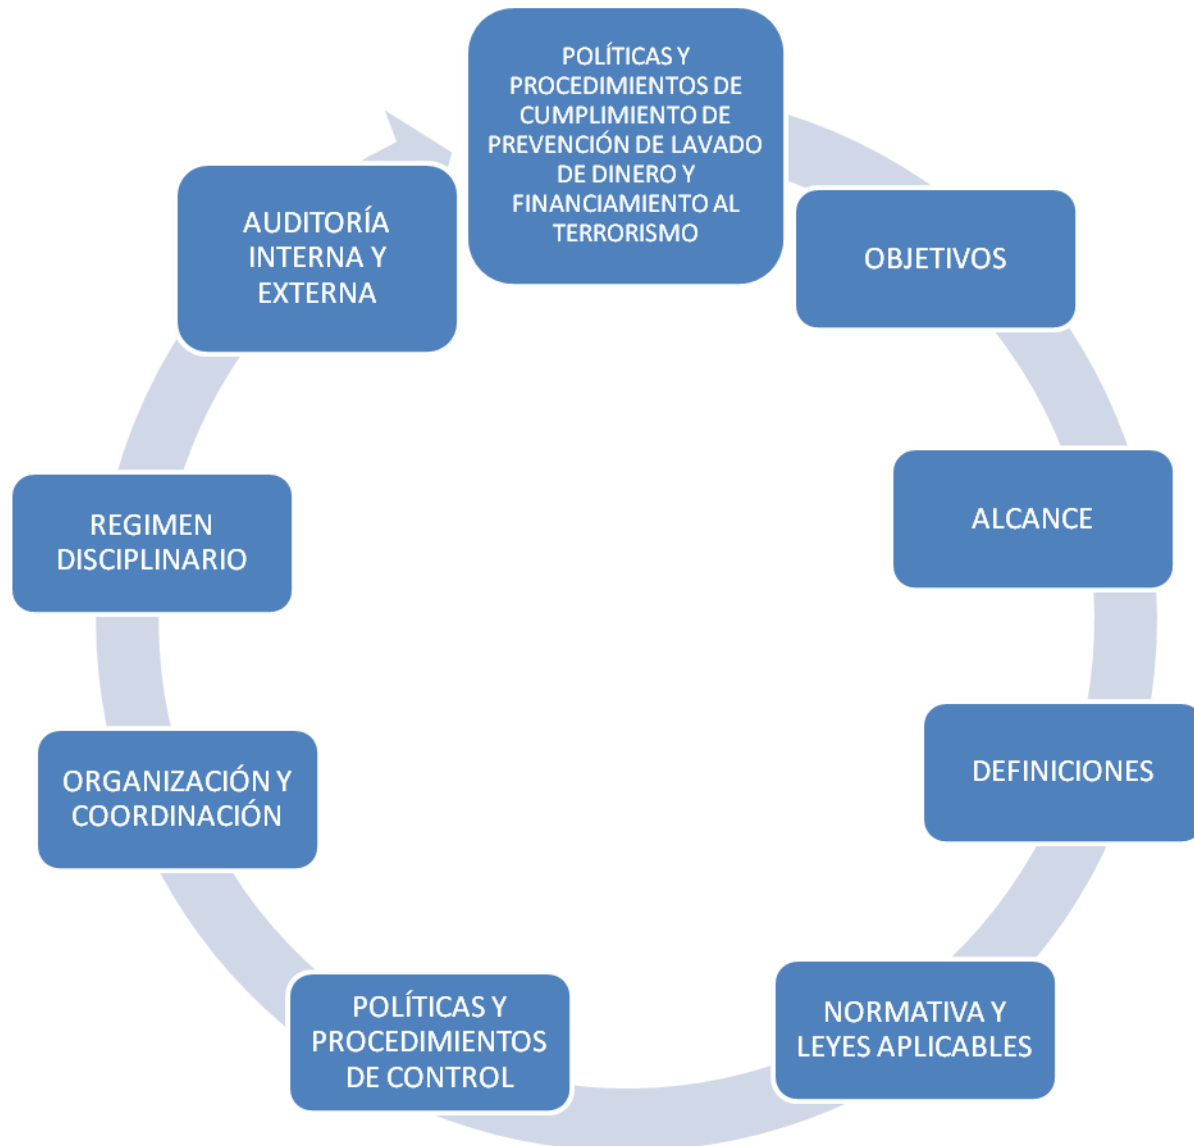 POLÍTICAS Y
PROCEDIMIENTOS DE
CUMPLIMIENTO DE
PREVENCIÓN DE LAVADO
DE DINERO Y
FINANCIAMIENTO AL
TERRORISMO
OBJETIVOS
ALCANCE
DEFINICIONES
NORMATIVA Y
LEYES APLICABLES
POLÍTICAS Y
PROCEDIMIENTOS
DE CONTROL
ORGANIZACIÓN Y
COORDINACIÓN
REGIMEN
DISCIPLINARIO
AUDITORÍA
INTERNA Y
EXTERNA